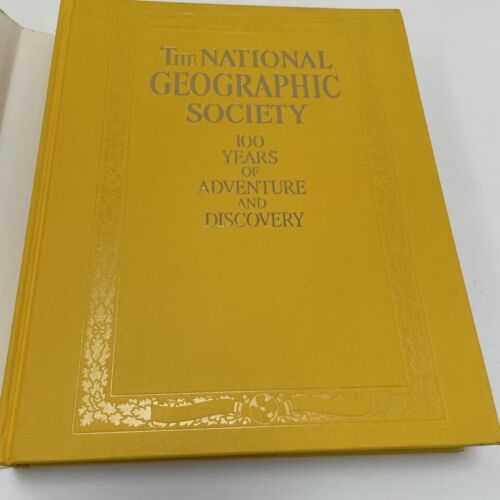 THE NATIONAL
GEOGRAPHIC
SOCIETY
100
YEARS
OF
ADVENTURE
AND
DISCOVERY